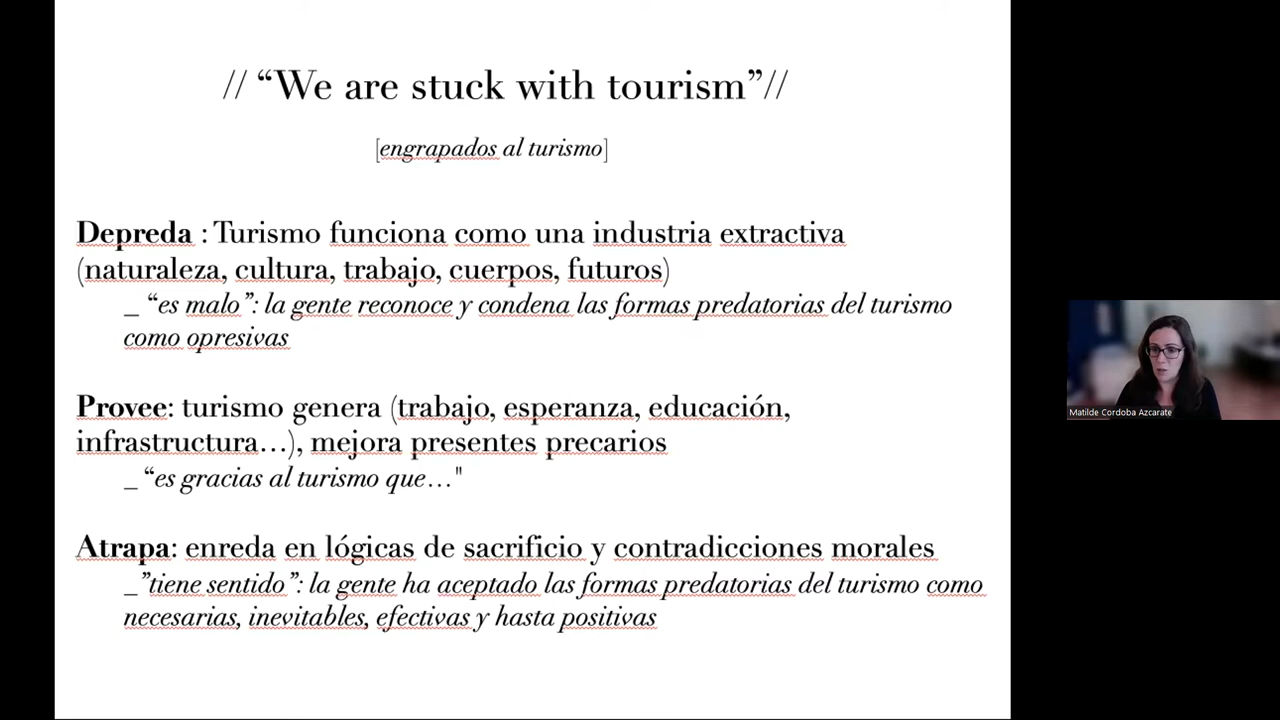 // “We are stuck with tourism”//
[engrapados al turismo]
Depreda : Turismo funciona como una industria extractiva
(naturaleza, cultura, trabajo, cuerpos, futuros)
_ “es malo”: la gente reconoce y condena las formas predatorias del turismo
como opresivas
Provee: turismo genera (trabajo, esperanza, educación,
infrastructura…), mejora presentes precarios
_ “es gracias al turismo que…"
Atrapa: enreda en lógicas de sacrificio y contradicciones morales
_ ”tiene sentido”: la gente ha aceptado las formas predatorias del turismo como
necesarias, inevitables, efectivas y hasta positivas
Matilde Cordoba Azcarate